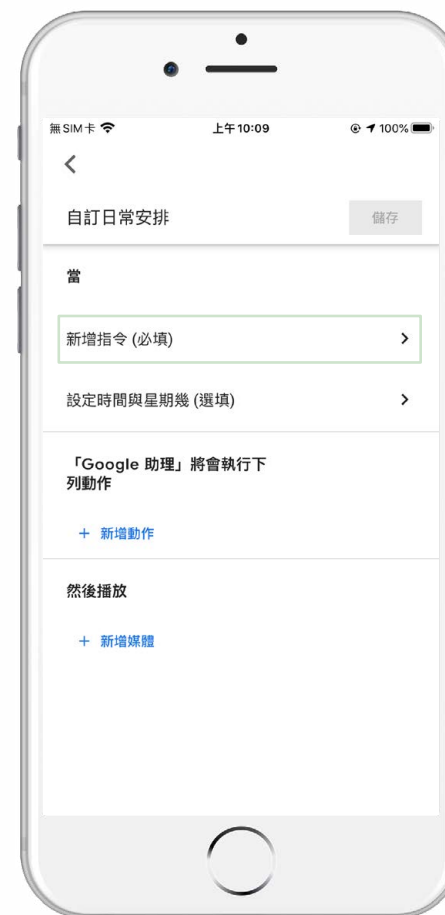 無SIM卡 上午10:09 100%
自訂日常安排 儲存
當
新增指令 (必填)
設定時間與星期幾 (選填)
「Google 助理」將會執行下
列動作
+ 新增動作
然後播放
+ 新增媒體